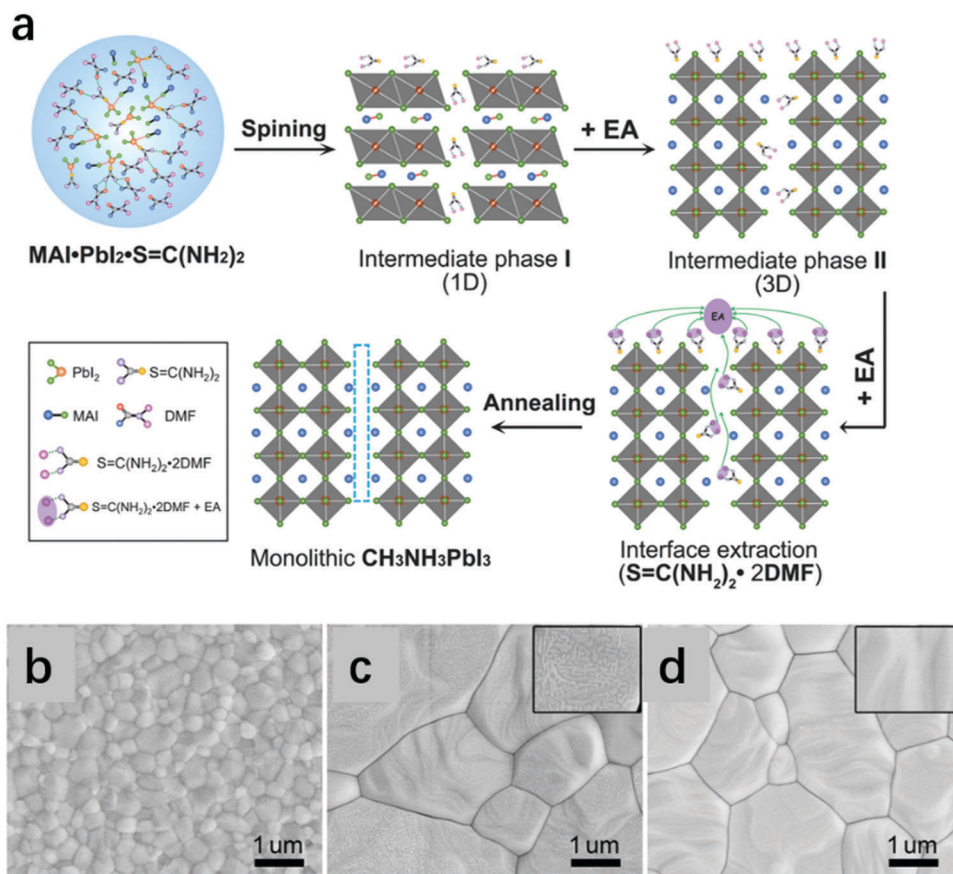 a
Spining
+ EA
MAI•PbI₂•S=C(NH₂)₂
Intermediate phase I
(1D)
Intermediate phase II
(3D)
EA
+ EA
Annealing
PbI₂
S=C(NH₂)₂
MAI
DMF
S=C(NH₂)₂•2DMF
S=C(NH₂)₂•2DMF + EA
Monolithic CH₃NH₃PbI₃
Interface extraction
(S=C(NH₂)₂• 2DMF)
b
1 um
c
1 um
d
1 um